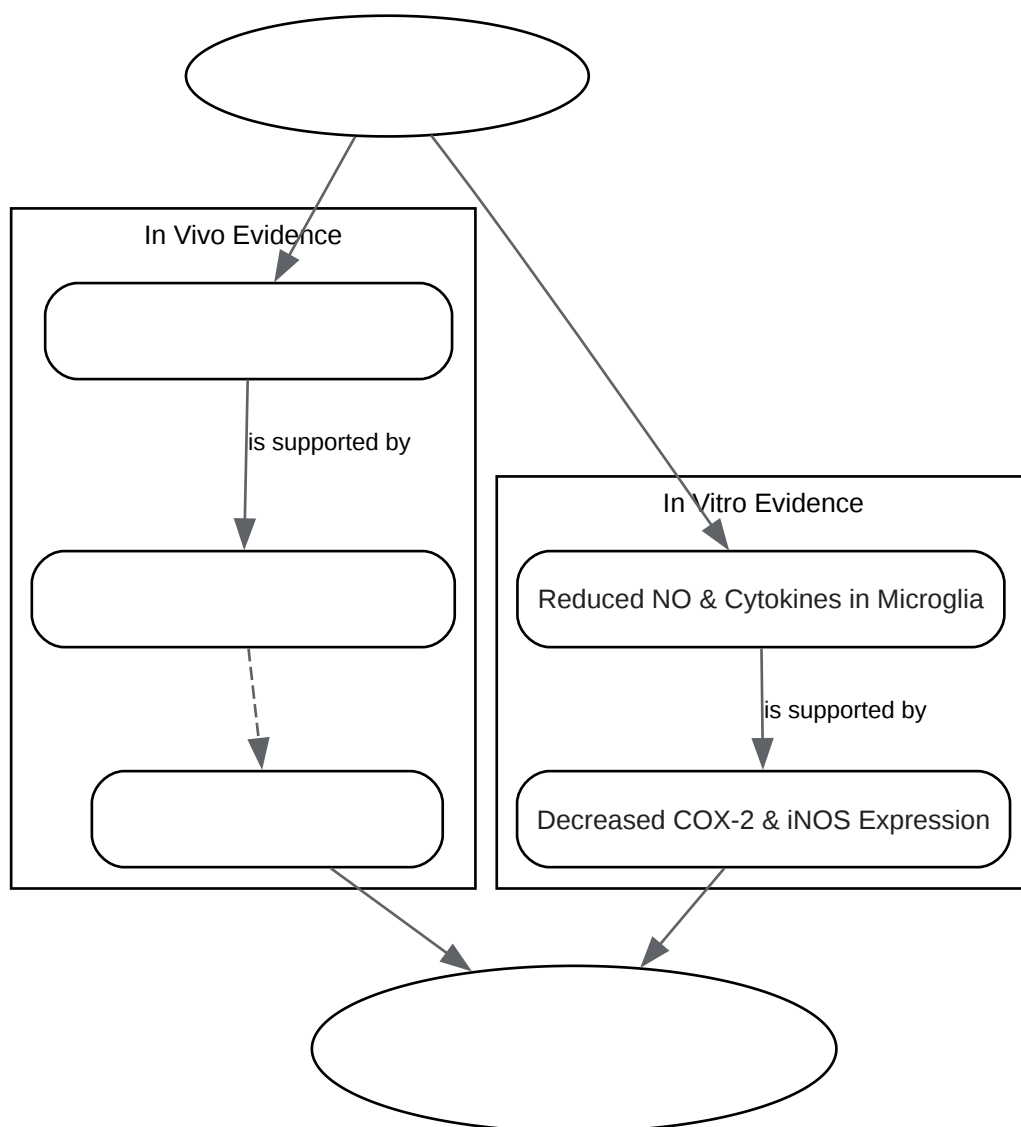 In Vivo Evidence
is supported by
In Vitro Evidence
Reduced NO & Cytokines in Microglia
is supported by
Decreased COX-2 & iNOS Expression